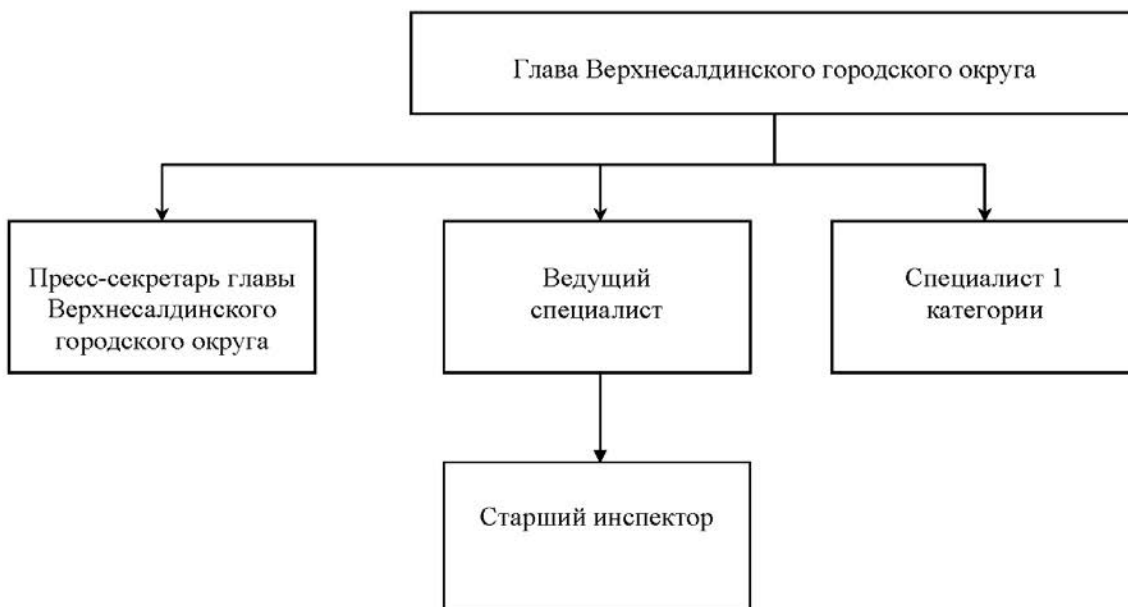 Глава Верхнесалдинского городского округа
Пресс-секретарь главы
Верхнесалдинского
городского округа
Ведущий
специалист
Специалист 1
категории
Старший инспектор